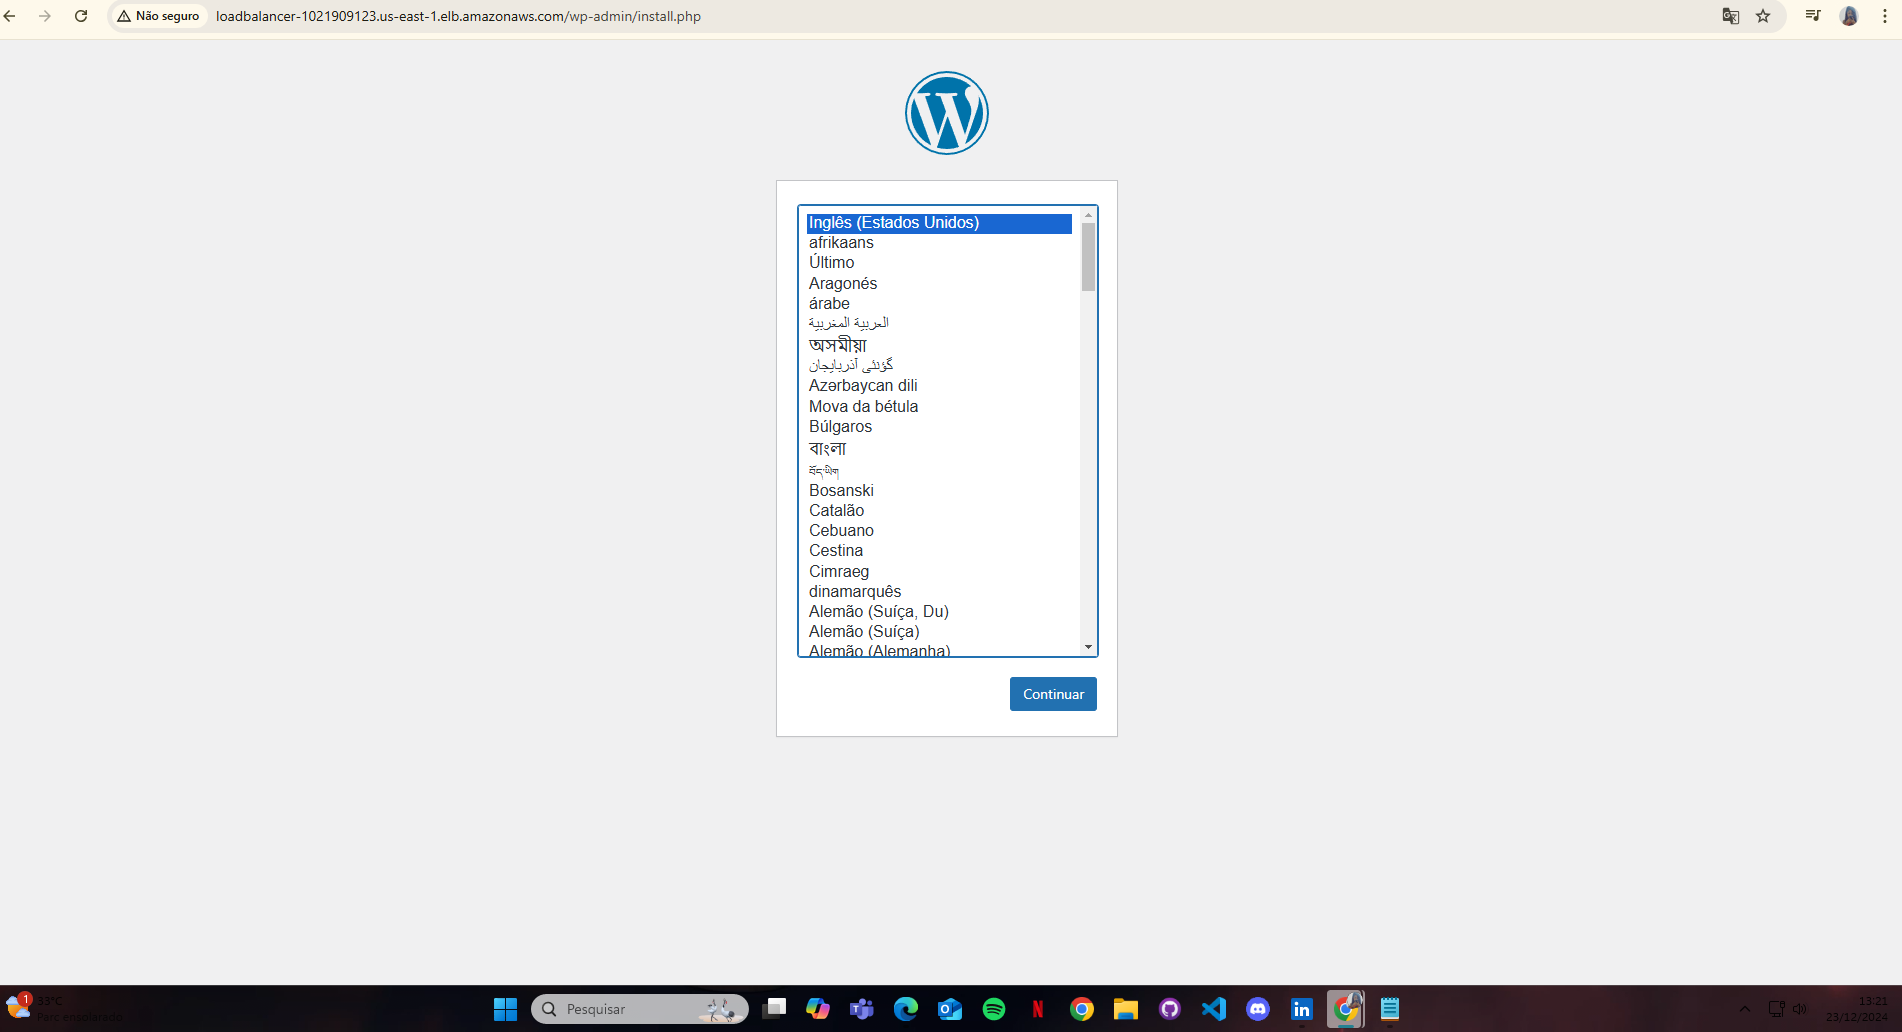 Não seguro
loadbalancer-1021909123.us-east-1.elb.amazonaws.com/wp-admin/install.php
Inglês (Estados Unidos)
afrikaans
Último
Aragonés
árabe
العربية المغربية
অসমীয়া
گؤنئی آذربایجان
Azərbaycan dili
Mova da bétula
Búlgaros
বাংলা
བོད་ཡིག
Bosanski
Catalão
Cebuano
Cestina
Cimraeg
dinamarquês
Alemão (Suíça, Du)
Alemão (Suíça)
Alemão (Alemanha)
Continuar
1
33°C
Parc ensolarado
Pesquisar
13:21
23/12/2024